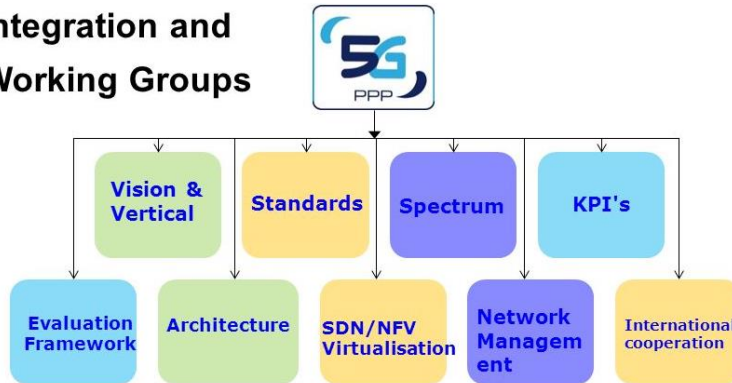 ntegration and
Working Groups
5G
PPP
Vision &
Vertical
Standards
Spectrum
KPI's
Evaluation
Framework
Architecture
SDN/NFV
Virtualisation
Network
Managem
ent
International
cooperation